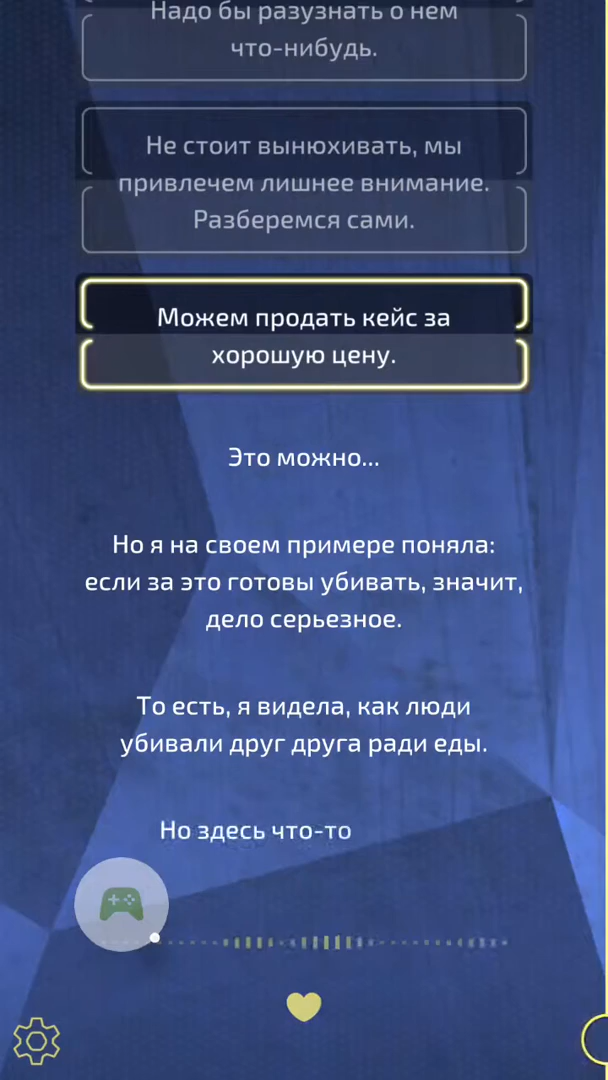 Надо бы разузнать о нем
что-нибудь.
Не стоит вынюхивать, мы
привлечем лишнее внимание.
Разберемся сами.
Можем продать кейс за
хорошую цену.
Это можно...
Но я на своем примере поняла:
если за это готовы убивать, значит,
дело серьезное.
То есть, я видела, как люди
убивали друг друга ради еды.
Но здесь что-то